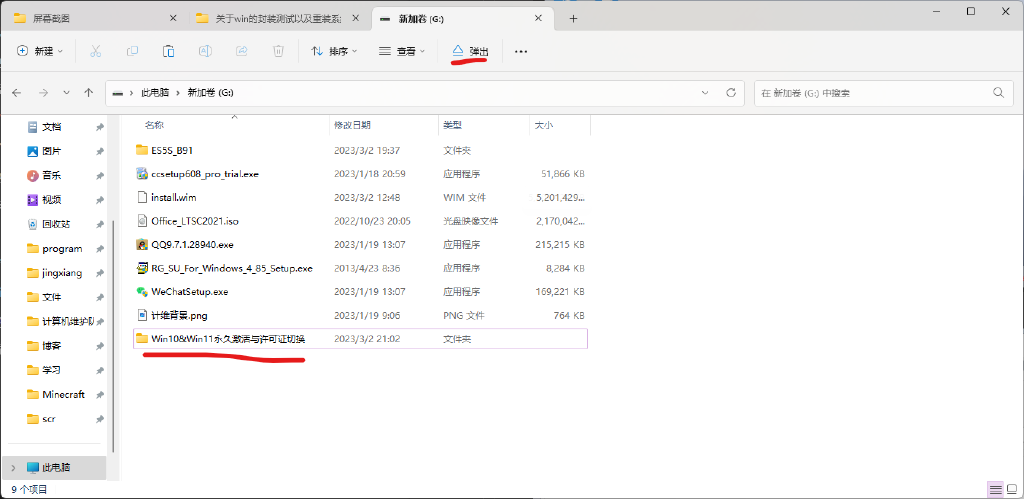 屏幕截图
关于win的封装测试以及重装系
新加卷 (G:)
新建
排序
查看
弹出
此电脑 › 新加卷 (G:)
在 新加卷 (G:) 中搜索
名称 修改日期 类型 大小
文档
图片
音乐
视频
回收站
program
jingxiang
文件
计算机维护队
博客
学习
Minecraft
scr
此电脑
ES5S_B91 2023/3/2 19:37 文件夹
ccsetup608_pro_trial.exe 2023/1/18 20:59 应用程序 51,866 KB
install.wim 2023/3/2 12:48 WIM 文件 5,201,429...
Office_LTSC2021.iso 2022/10/23 20:05 光盘映像文件 2,170,042...
QQ9.7.1.28940.exe 2023/1/19 13:07 应用程序 215,215 KB
RG_SU_For_Windows_4_85_Setup.exe 2013/4/23 8:36 应用程序 8,284 KB
WeChatSetup.exe 2023/1/19 13:07 应用程序 169,221 KB
计维背景.png 2023/1/19 9:06 PNG 文件 764 KB
Win10&Win11永久激活与许可证切换 2023/3/2 21:02 文件夹
9 个项目